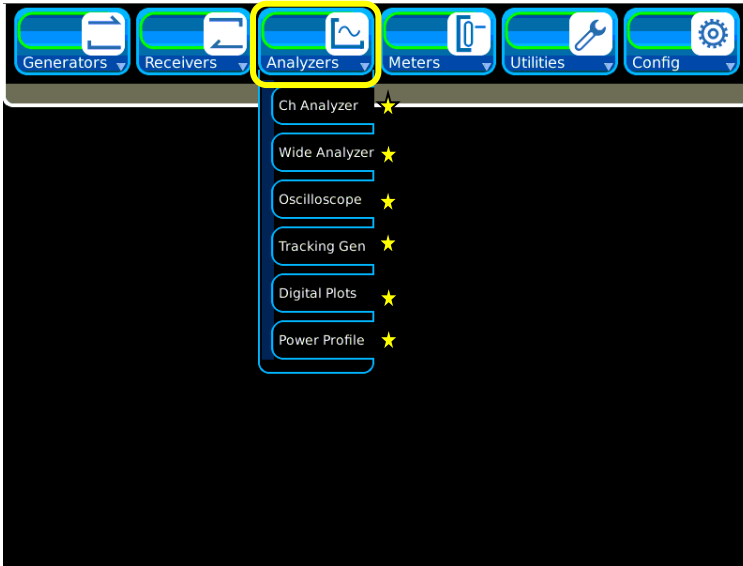 Generators Receivers Analyzers Meters Utilities Config
Ch Analyzer
Wide Analyzer
Oscilloscope
Tracking Gen
Digital Plots
Power Profile